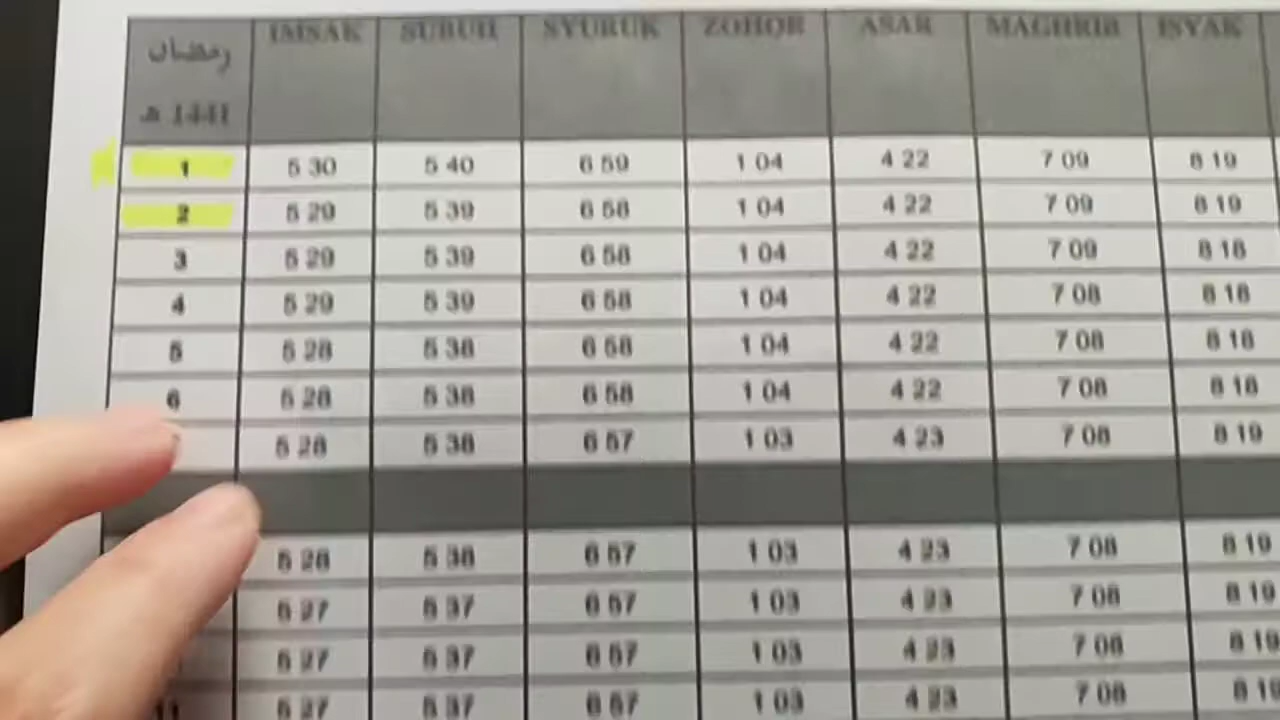 رمضان IMSAK SUBUH SYURUK ZOHOR ASAR MAGHRIB ISYAK
1441 هـ
1 5 30 5 40 6 59 1 04 4 22 7 09 8 19
2 5 29 5 39 6 58 1 04 4 22 7 09 8 19
3 5 29 5 39 6 58 1 04 4 22 7 09 8 18
4 5 29 5 39 6 58 1 04 4 22 7 08 8 18
5 5 28 5 38 6 58 1 04 4 22 7 08 8 18
6 5 28 5 38 6 58 1 04 4 22 7 08 8 18
5 28 5 38 6 57 1 03 4 23 7 08 8 19
5 28 5 38 6 57 1 03 4 23 7 08 8 19
5 27 5 37 6 57 1 03 4 23 7 08 8 19
5 27 5 37 6 57 1 03 4 23 7 08 8 19
11 5 27 5 37 6 57 1 03 4 23 7 08 8 19